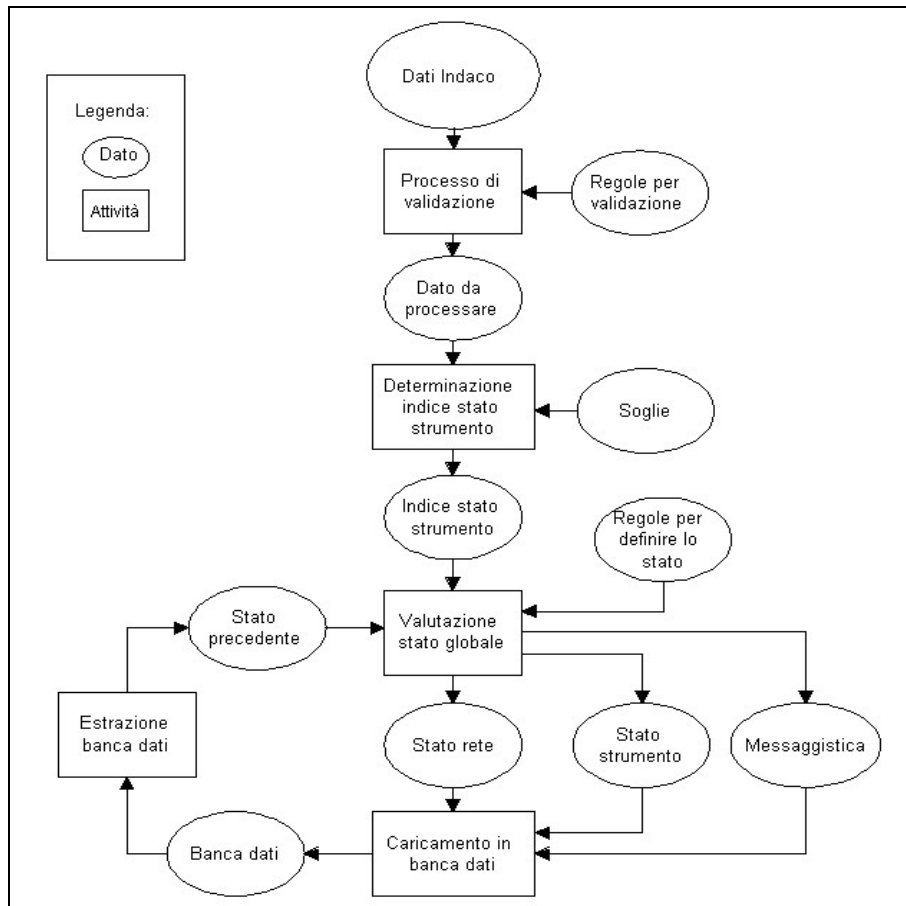 Dati Indaco
Legenda:
Dato
Attività
Processo di
validazione
Regole per
validazione
Dato da
processare
Determinazione
indice stato
strumento
Soglie
Indice stato
strumento
Regole per
definire lo
stato
Stato
precedente
Valutazione
stato globale
Estrazione
banca dati
Stato rete
Stato
strumento
Messaggistica
Banca dati
Caricamento in
banca dati